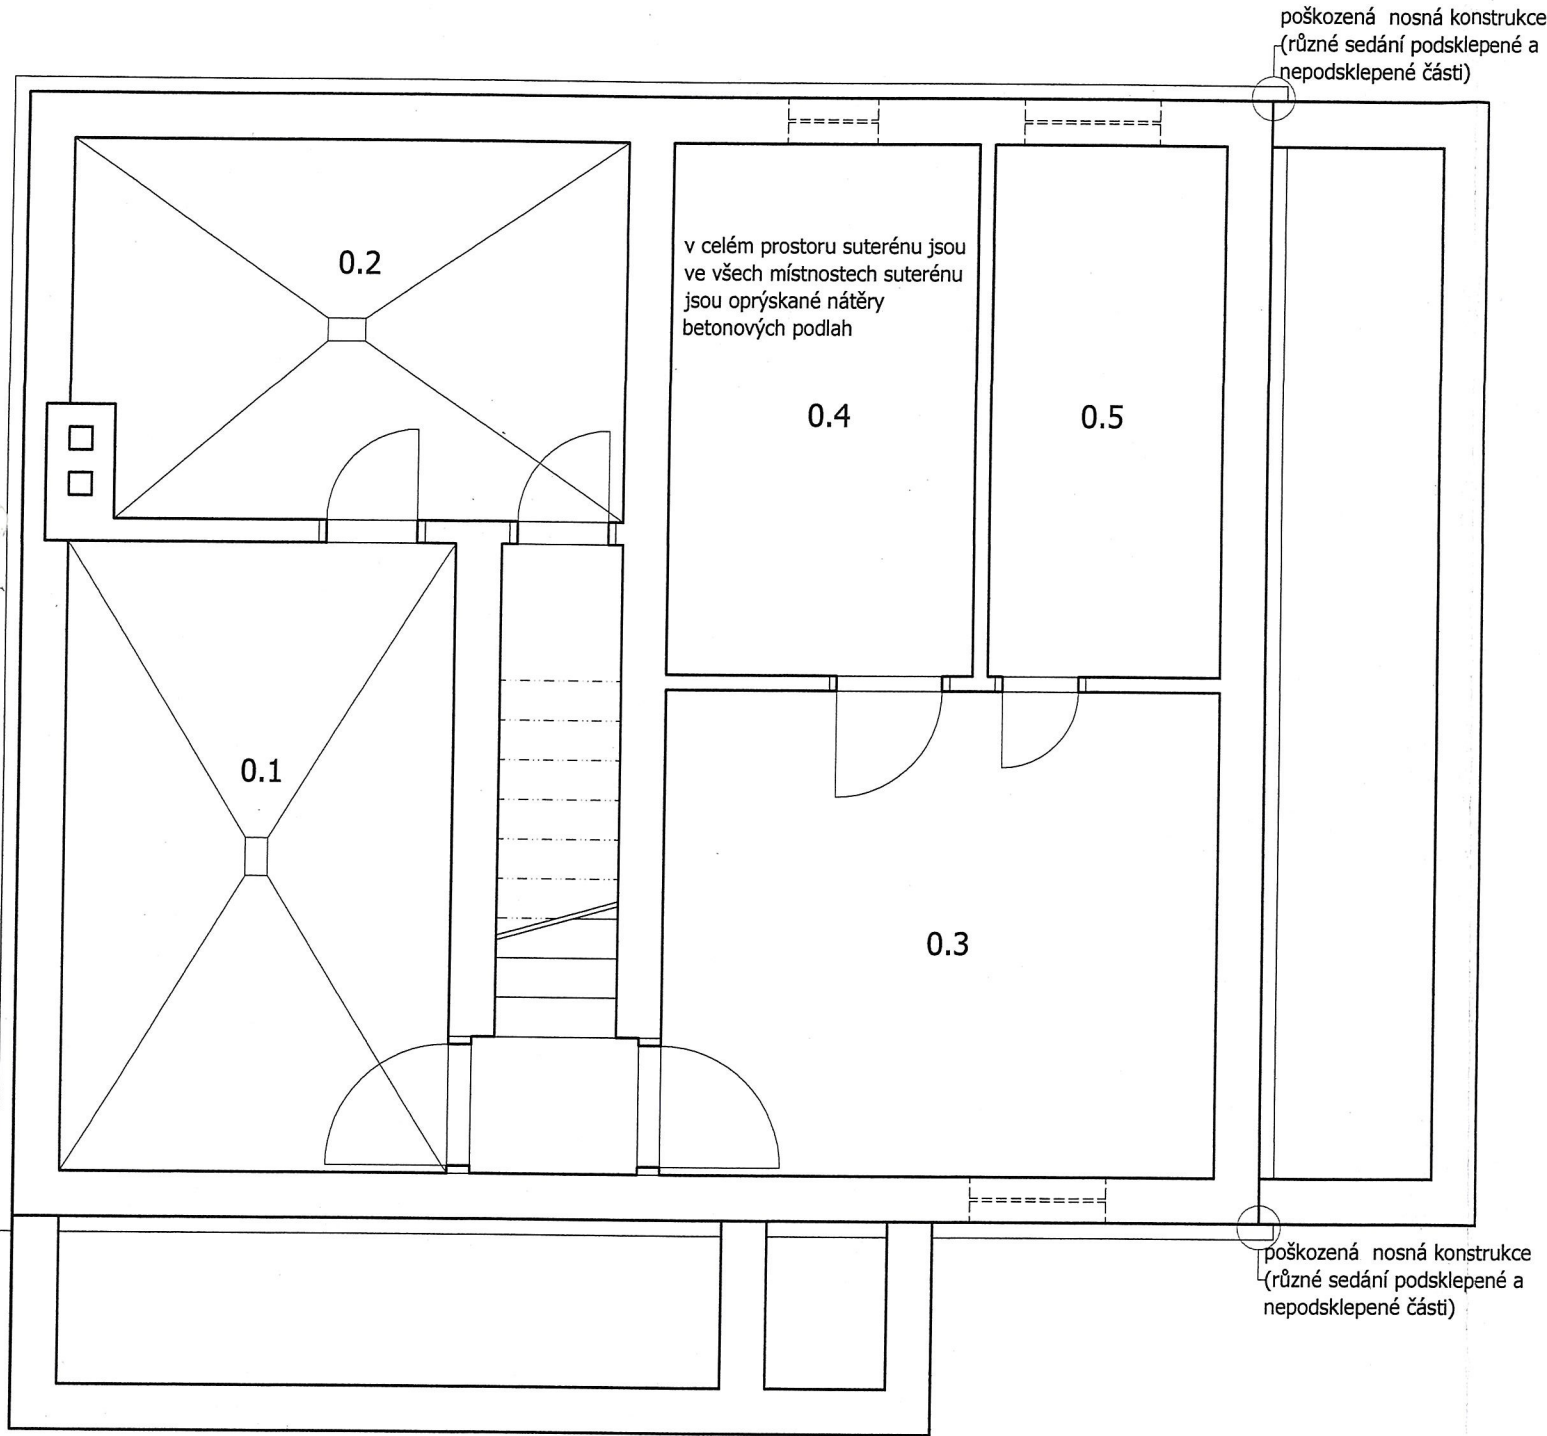 poškozená nosná konstrukce
(různé sedání podsklepené a
nepodsklepené části)
v celém prostoru suterénu jsou
ve všech místnostech suterénu
jsou oprýskané nátěry
betonových podlah
0.2
0.4
0.5
0.1
0.3
poškozená nosná konstrukce
(různé sedání podsklepené a
nepodsklepené části)